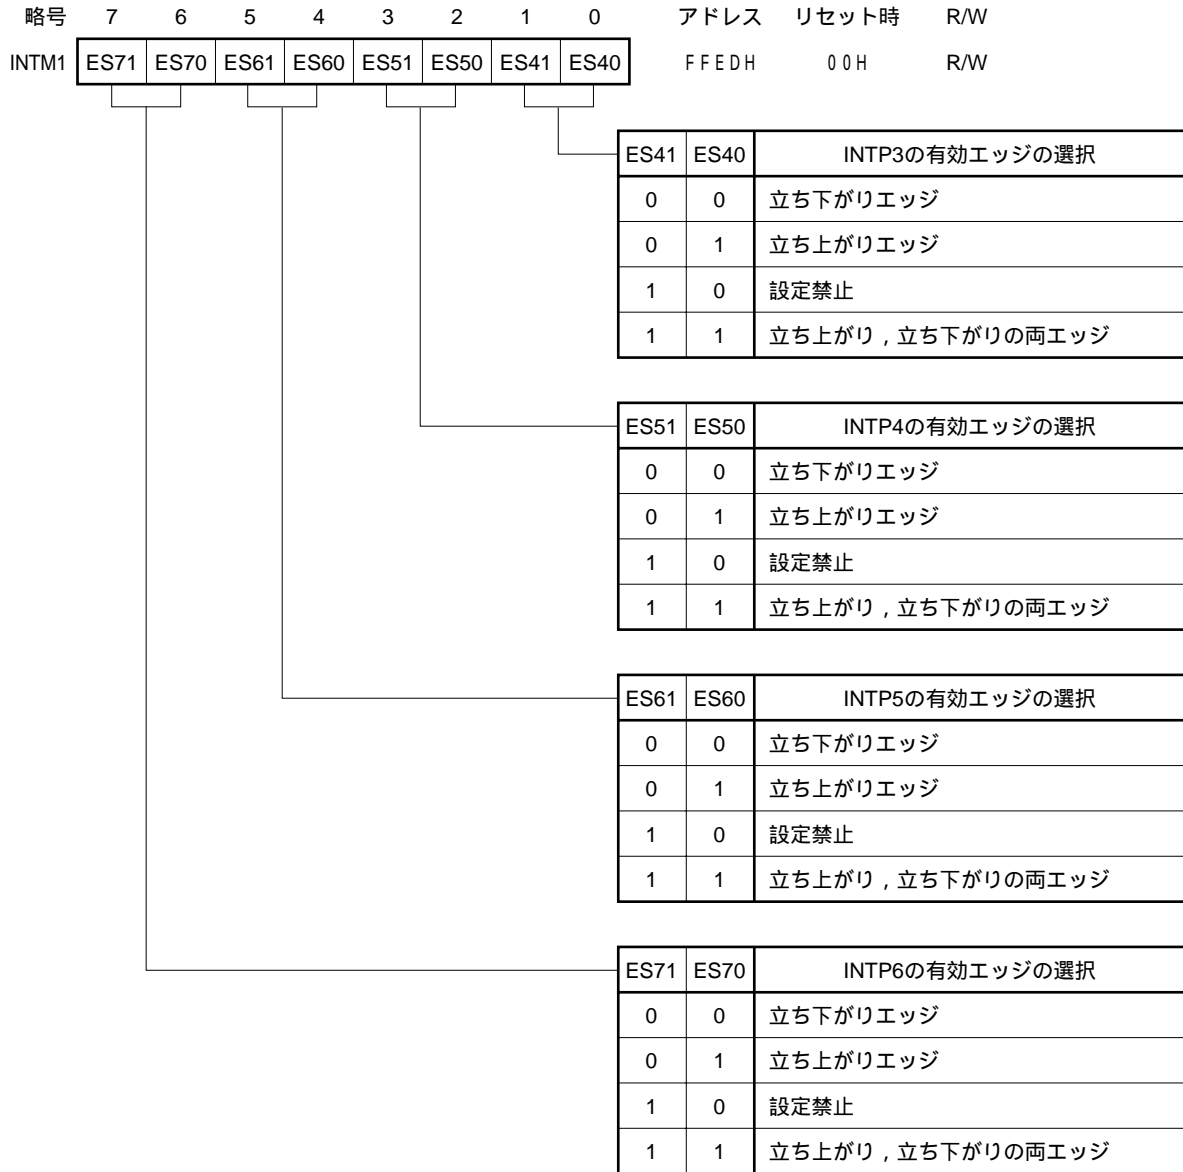 略号 7 6 5 4 3 2 1 0 アドレス リセット時 R/W
INTM1 ES71 ES70 ES61 ES60 ES51 ES50 ES41 ES40 FFEDH 00H R/W
ES41 ES40 INTP3の有効エッジの選択
0 0 立ち下がりエッジ
0 1 立ち上がりエッジ
1 0 設定禁止
1 1 立ち上がり，立ち下がりの両エッジ
ES51 ES50 INTP4の有効エッジの選択
0 0 立ち下がりエッジ
0 1 立ち上がりエッジ
1 0 設定禁止
1 1 立ち上がり，立ち下がりの両エッジ
ES61 ES60 INTP5の有効エッジの選択
0 0 立ち下がりエッジ
0 1 立ち上がりエッジ
1 0 設定禁止
1 1 立ち上がり，立ち下がりの両エッジ
ES71 ES70 INTP6の有効エッジの選択
0 0 立ち下がりエッジ
0 1 立ち上がりエッジ
1 0 設定禁止
1 1 立ち上がり，立ち下がりの両エッジ